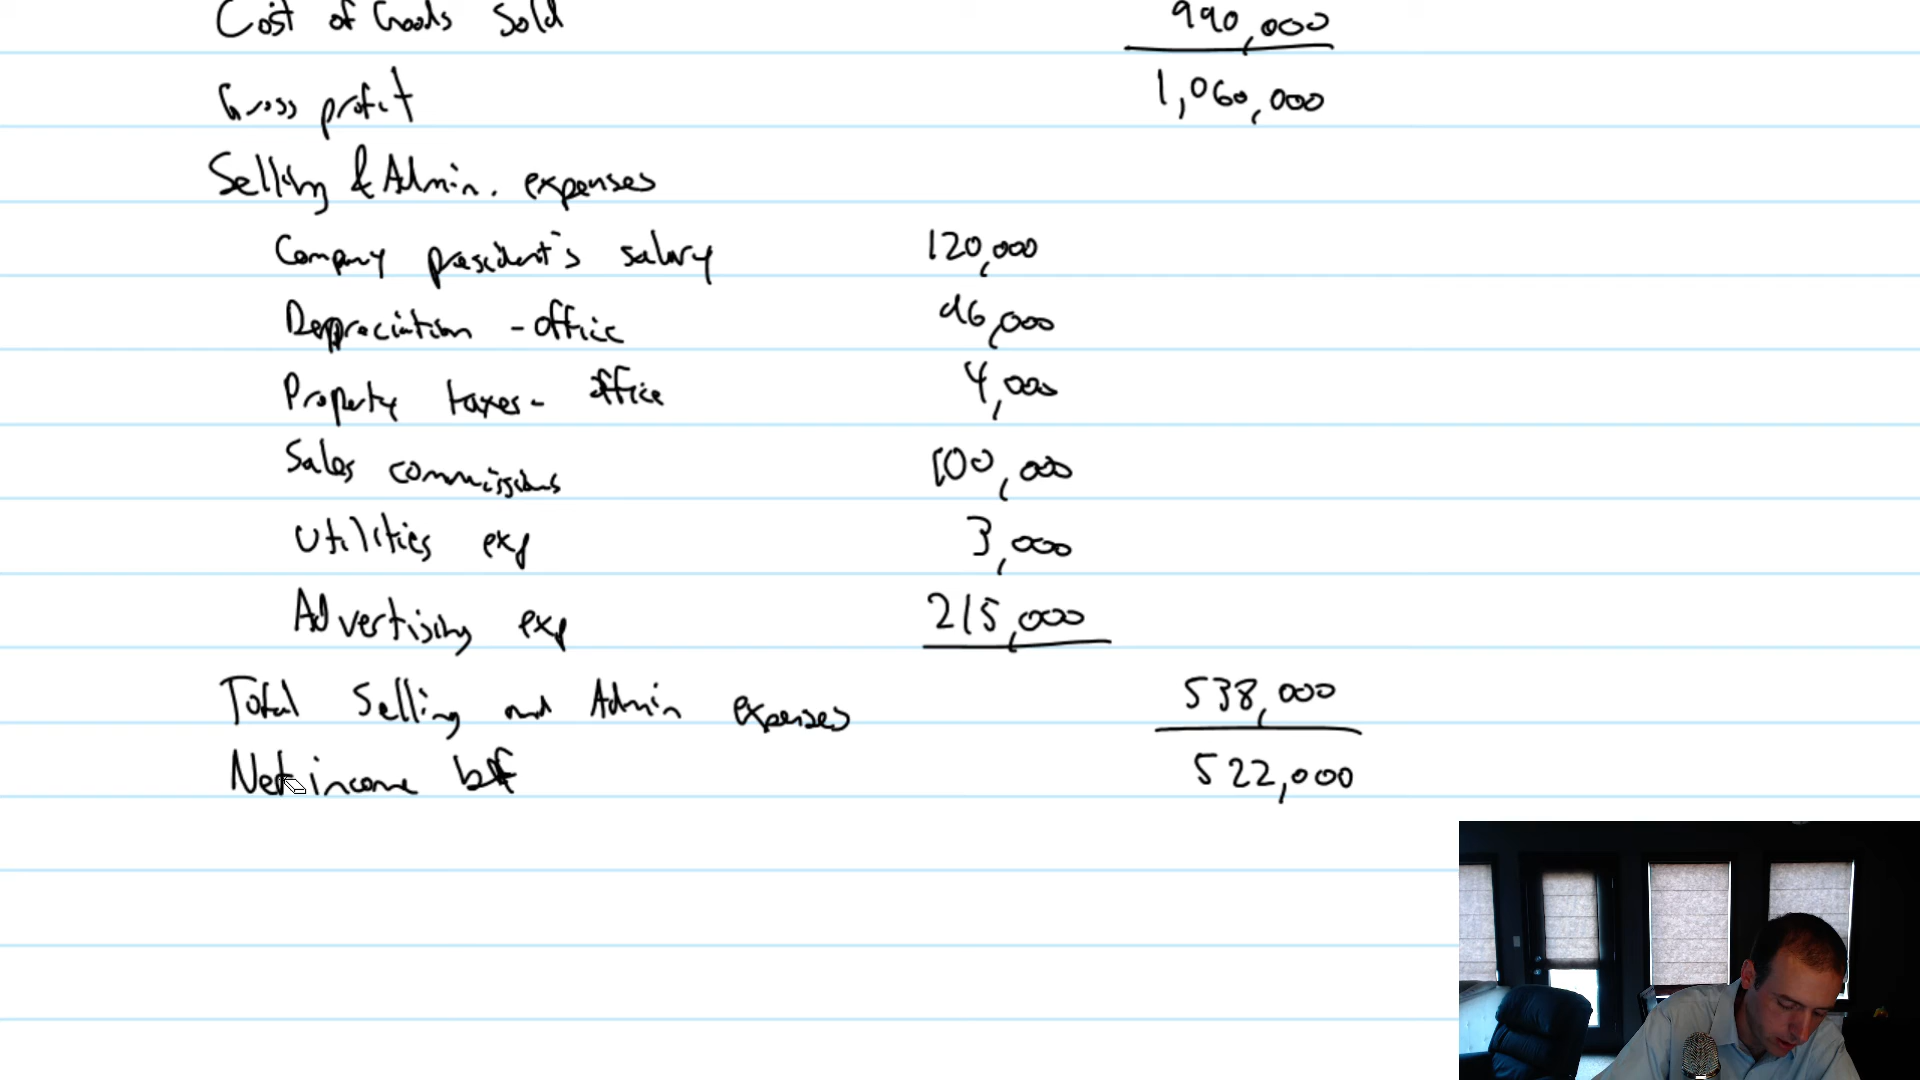 Cost of Goods Sold 990,000
Gross profit 1,060,000
Selling & Admin. expenses
Company president's salary 120,000
Depreciation - office 96,000
Property taxes - office 4,000
Sales commissions 100,000
Utilities exp 3,000
Advertising exp 215,000
Total Selling and Admin expenses 538,000
Net income bef 522,000